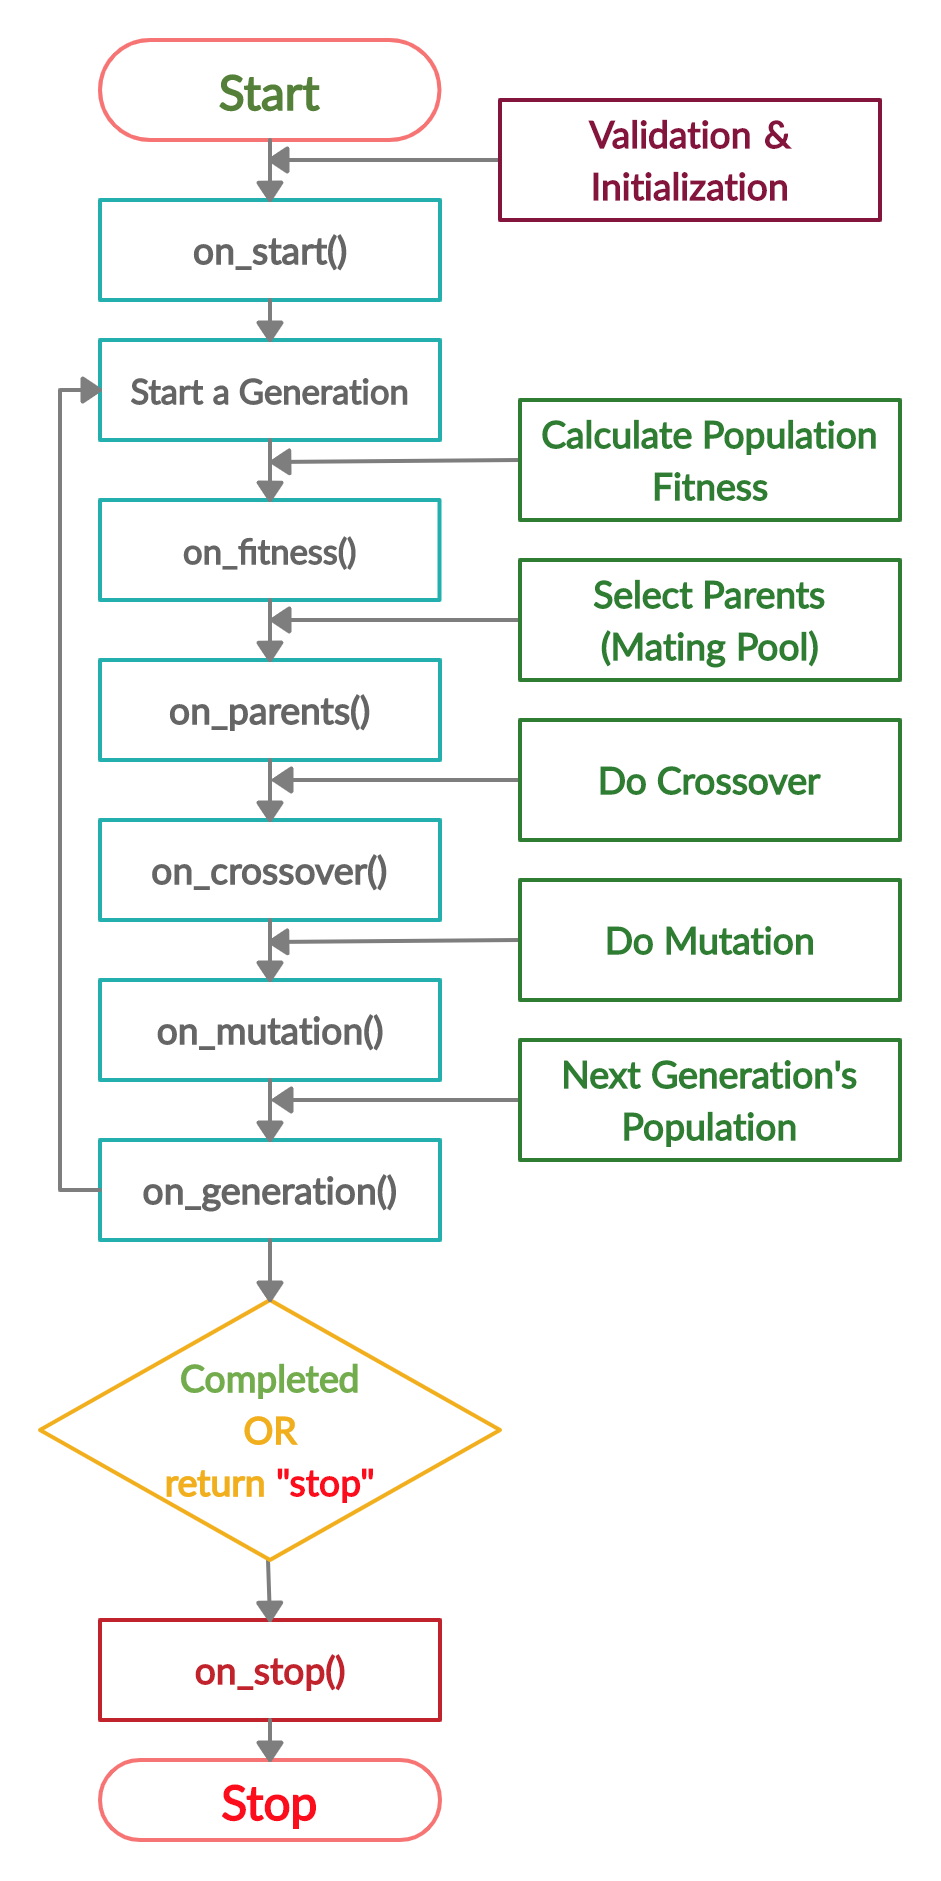 Start
Validation &
Initialization
on_start()
Start a Generation
Calculate Population
Fitness
on_fitness()
Select Parents
(Mating Pool)
on_parents()
Do Crossover
on_crossover()
Do Mutation
on_mutation()
Next Generation's
Population
on_generation()
Completed
OR
return "stop"
on_stop()
Stop